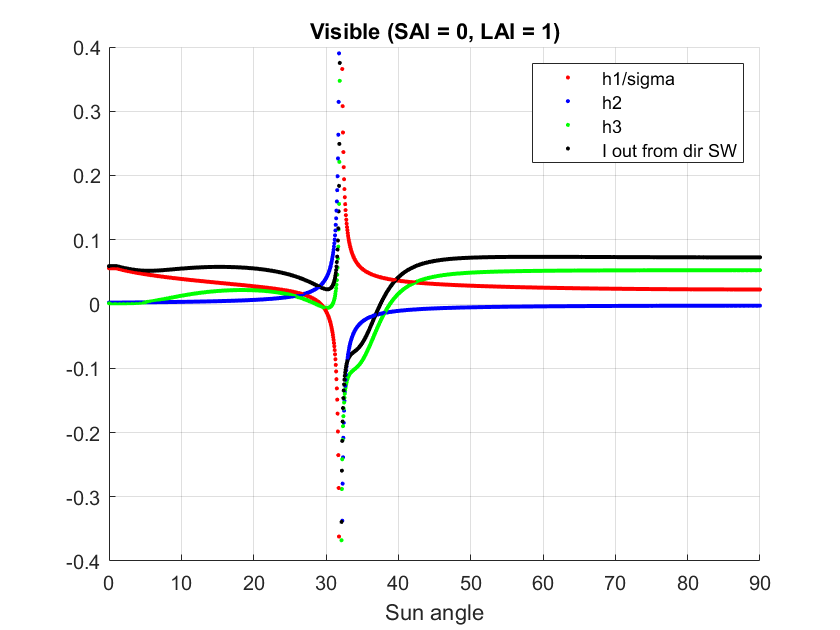 Visible (SAI = 0, LAI = 1)
0.4
0.3
0.2
0.1
0
-0.1
-0.2
-0.3
-0.4
h1/sigma
h2
h3
I out from dir SW
0 10 20 30 40 50 60 70 80 90
Sun angle